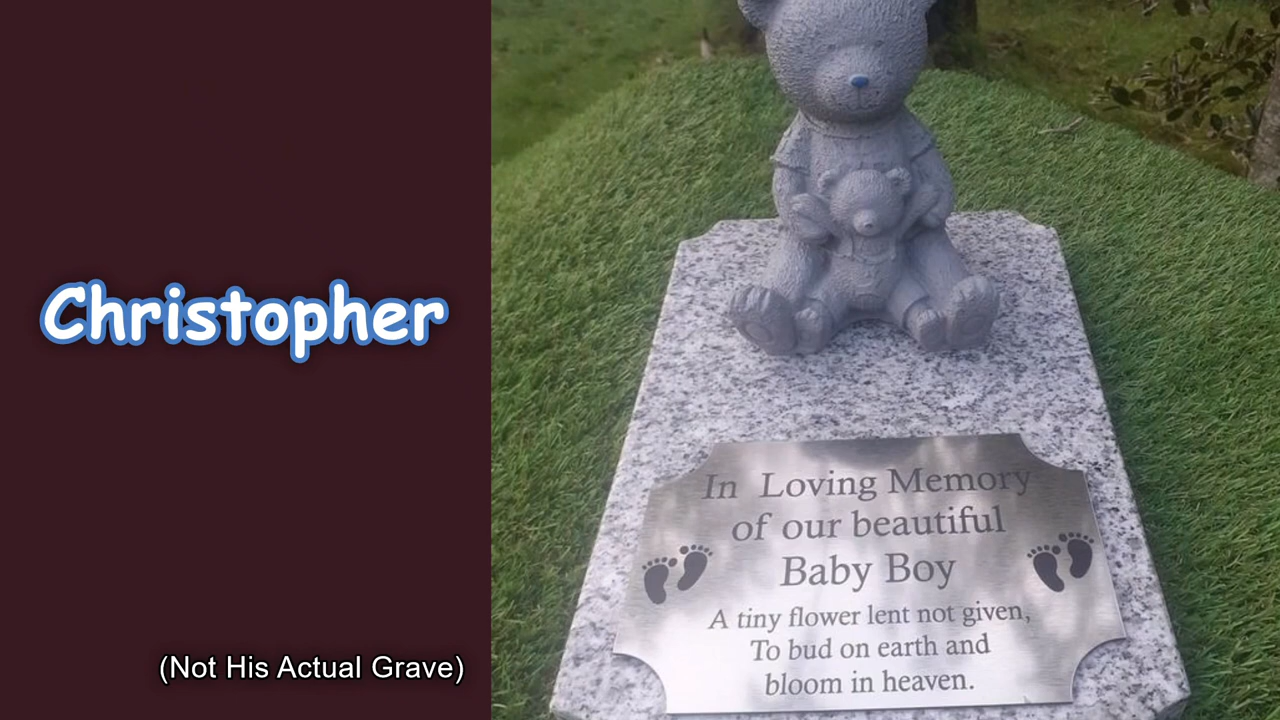 Christopher
(Not His Actual Grave)
In Loving Memory
of our beautiful
Baby Boy
A tiny flower lent not given,
To bud on earth and
bloom in heaven.